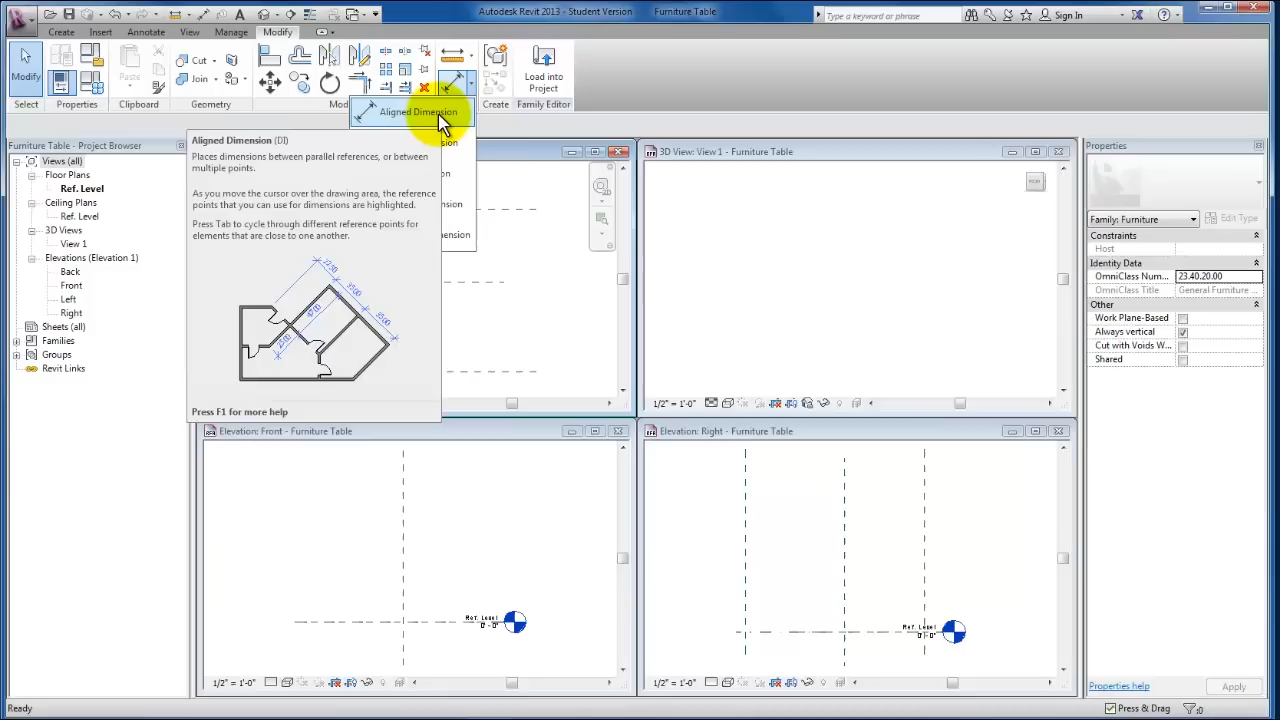 Autodesk Revit 2013 - Student Version
Furniture Table
Type a keyword or phrase
Sign In
Create
Insert
Annotate
View
Manage
Modify
Modify
Paste
Cut
Join
Load into
Project
Select
Properties
Clipboard
Geometry
Create
Family Editor
Aligned Dimension
Furniture Table - Project Browser
Views (all)
Floor Plans
Ref. Level
Ceiling Plans
Ref. Level
3D Views
View 1
Elevations (Elevation 1)
Back
Front
Left
Right
Sheets (all)
Families
Groups
Revit Links
Aligned Dimension (DI)
Places dimensions between parallel references, or between
multiple points.
As you move the cursor over the drawing area, the reference
points that you can use for dimensions are highlighted.
Press Tab to cycle through different reference points for
elements that are close to one another.
3500
3500
Press F1 for more help
3D View: View 1 - Furniture Table
1/2" = 1'-0"
Elevation: Front - Furniture Table
Ref. Level
0' - 0"
1/2" = 1'-0"
Elevation: Right - Furniture Table
Ref. Level
0' - 0"
1/2" = 1'-0"
Properties
Family: Furniture
Edit Type
Constraints
Host
Identity Data
OmniClass Num...
23.40.20.00
OmniClass Title
General Furniture ...
Other
Work Plane-Based
Always vertical
Cut with Voids W...
Shared
Properties help
Apply
Ready
Press & Drag
:0